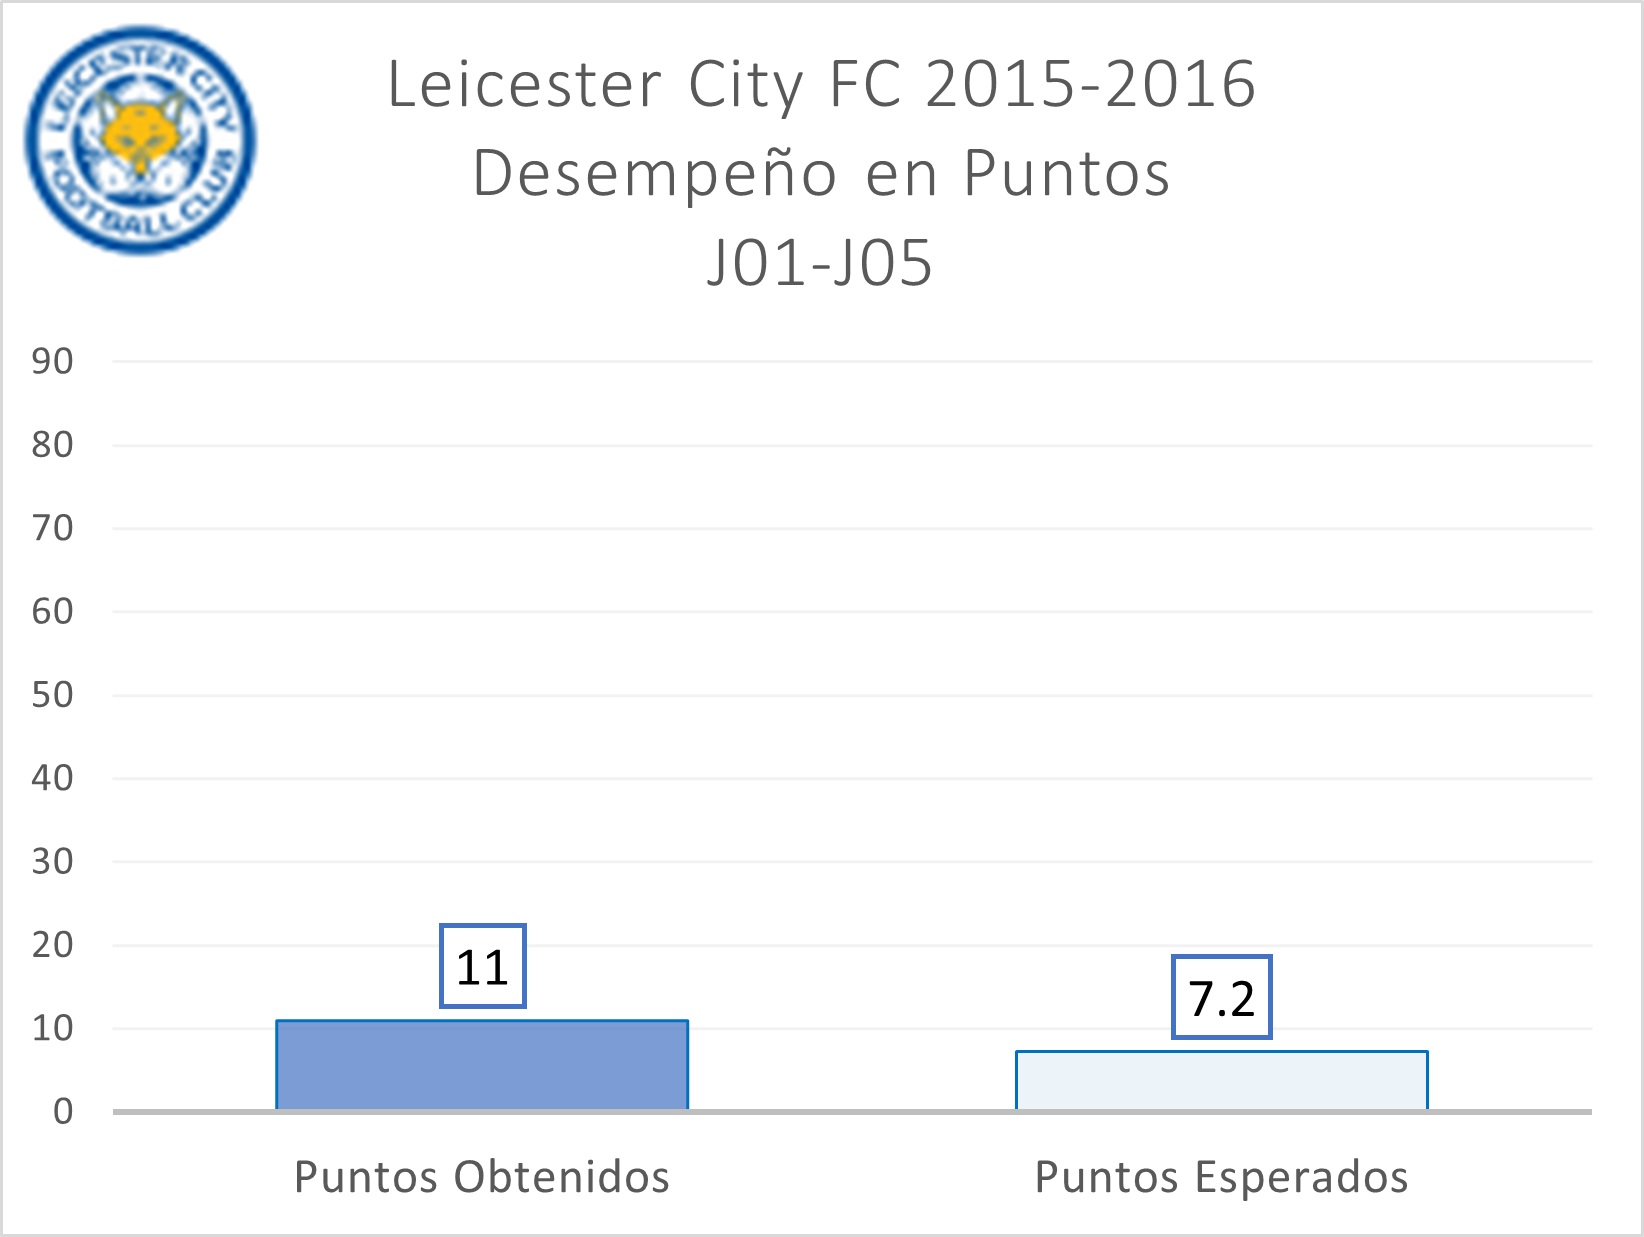 LEICESTER CITY
FOOTBALL CLUB
Leicester City FC 2015-2016
Desempeño en Puntos
J01-J05
90
80
70
60
50
40
30
20
10
0
11
7.2
Puntos Obtenidos
Puntos Esperados